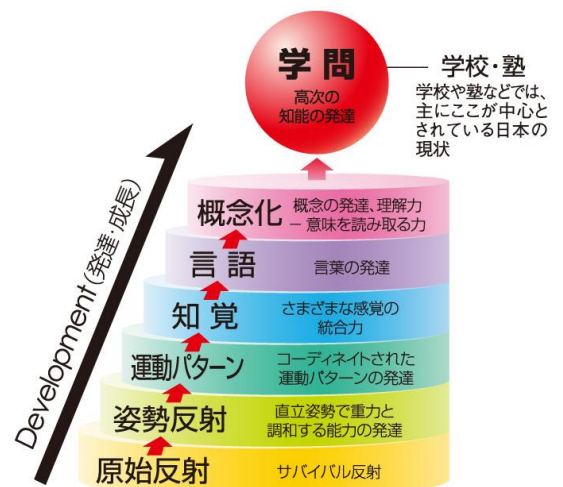 学問
高次の
知能の発達
学校・塾
学校や塾などでは、
主にここが中心と
されている日本の
現状
Development(発達・成長)
概念化
概念の発達、理解力
－意味を読み取る力
言語
言葉の発達
知覚
さまざまな感覚の
統合力
運動パターン
コーディネイトされた
運動パターンの発達
姿勢反射
直立姿勢で重力と
調和する能力の発達
原始反射
サバイバル反射